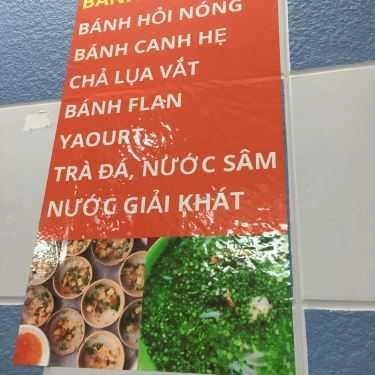 BÁNH HỎI NÓNG
BÁNH CANH HẸ
CHẢ LỤA VẮT
BÁNH FLAN
YAOURT
TRÀ ĐÁ, NƯỚC SÂM
NƯỚC GIẢI KHÁT